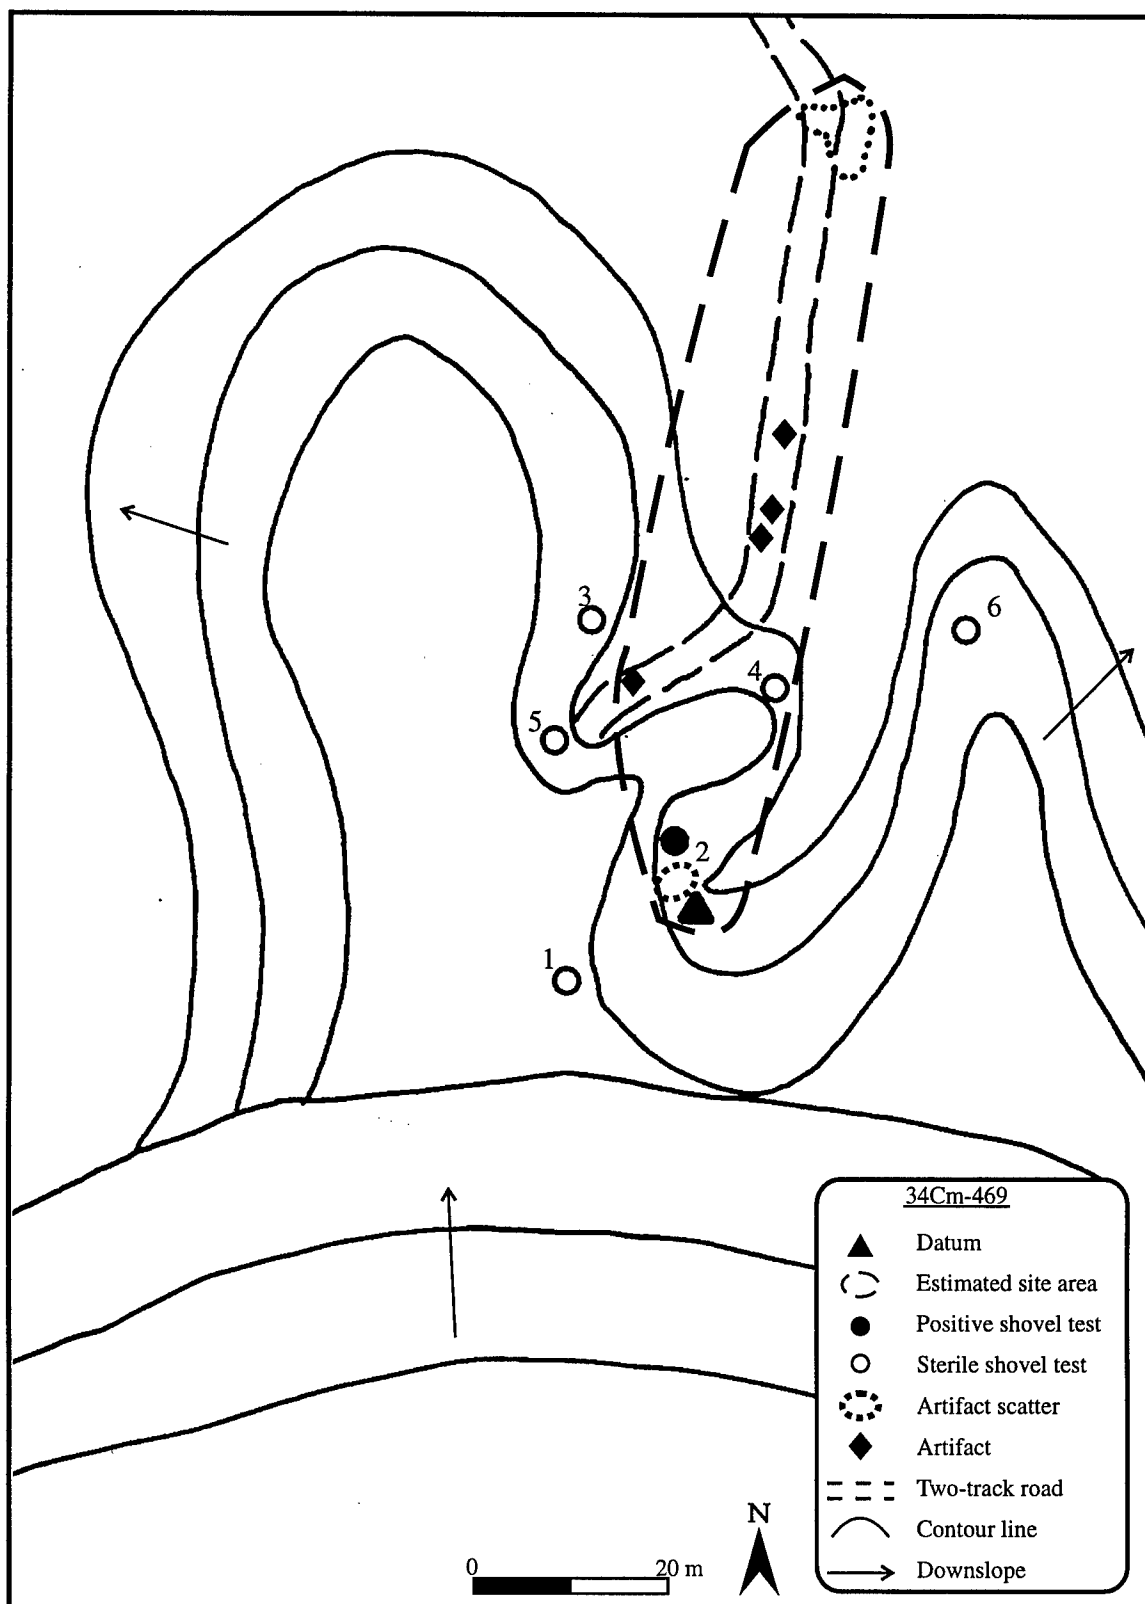 3
6
4
5
2
1
34Cm-469
Datum
Estimated site area
Positive shovel test
Sterile shovel test
Artifact scatter
Artifact
Two-track road
Contour line
Downslope
N
0 20 m